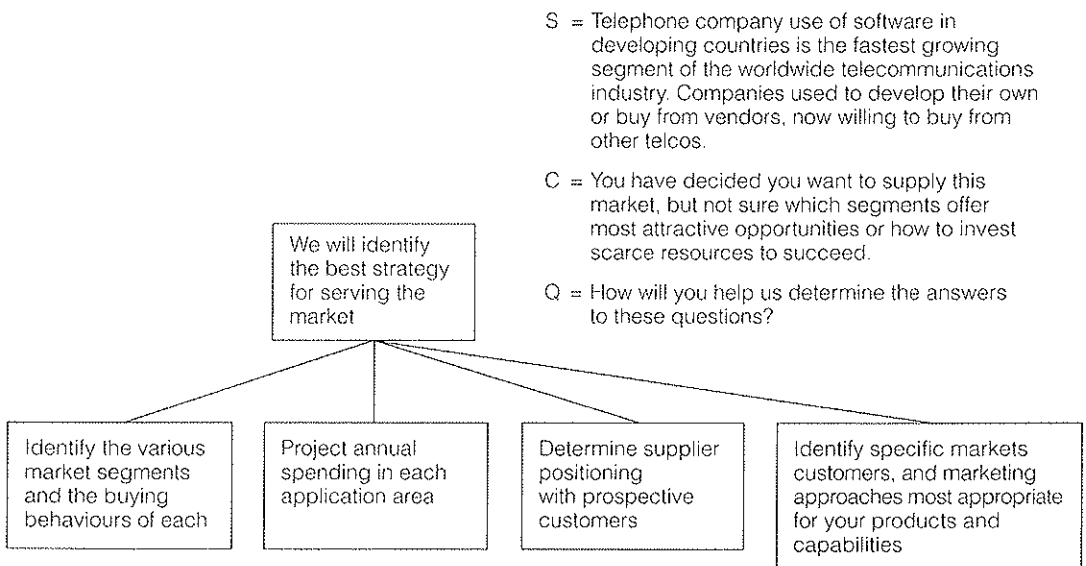 S = Telephone company use of software in
developing countries is the fastest growing
segment of the worldwide telecommunications
industry. Companies used to develop their own
or buy from vendors, now willing to buy from
other telcos.
C = You have decided you want to supply this
market, but not sure which segments offer
most attractive opportunities or how to invest
scarce resources to succeed.
Q = How will you help us determine the answers
to these questions?
We will identify
the best strategy
for serving the
market
Identify the various
market segments
and the buying
behaviours of each
Project annual
spending in each
application area
Determine supplier
positioning
with prospective
customers
Identify specific markets
customers, and marketing
approaches most appropriate
for your products and
capabilities